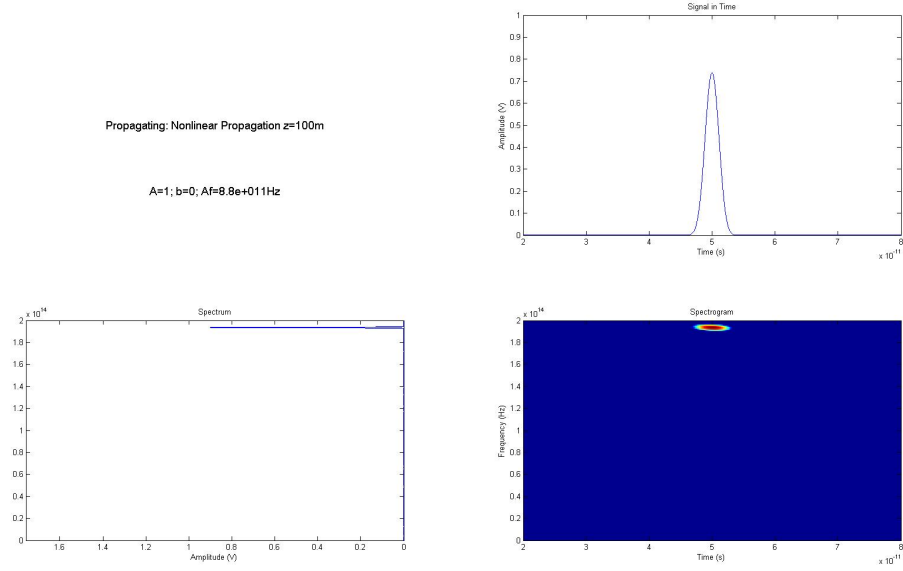 Signal in Time
1
0.9
0.8
0.7
0.6
0.5
0.4
0.3
0.2
0.1
0
Amplitude (V)
2 3 4 5 6 7 8
Time (s)
x 10^-11
Propagating: Nonlinear Propagation z=100m
A=1; b=0; Af=8.8e+011Hz
Spectrum
x 10^14
2
1.8
1.6
1.4
1.2
1
0.8
0.6
0.4
0.2
0
1.6 1.4 1.2 1 0.8 0.6 0.4 0.2 0
Amplitude (V)
Spectrogram
x 10^14
2
1.8
1.6
1.4
1.2
1
0.8
0.6
0.4
0.2
0
Frequency (Hz)
2 3 4 5 6 7 8
Time (s)
x 10^-11